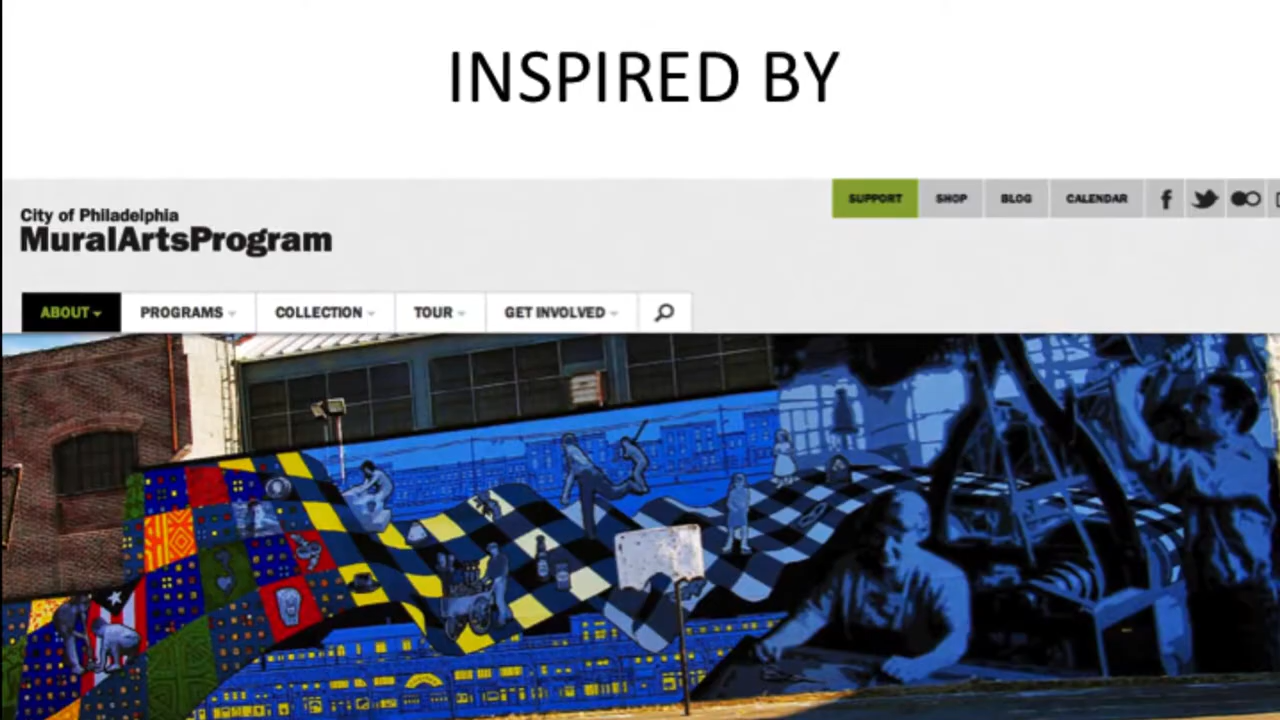 INSPIRED BY
SUPPORT SHOP BLOG CALENDAR
City of Philadelphia
MuralArtsProgram
ABOUT PROGRAMS COLLECTION TOUR GET INVOLVED